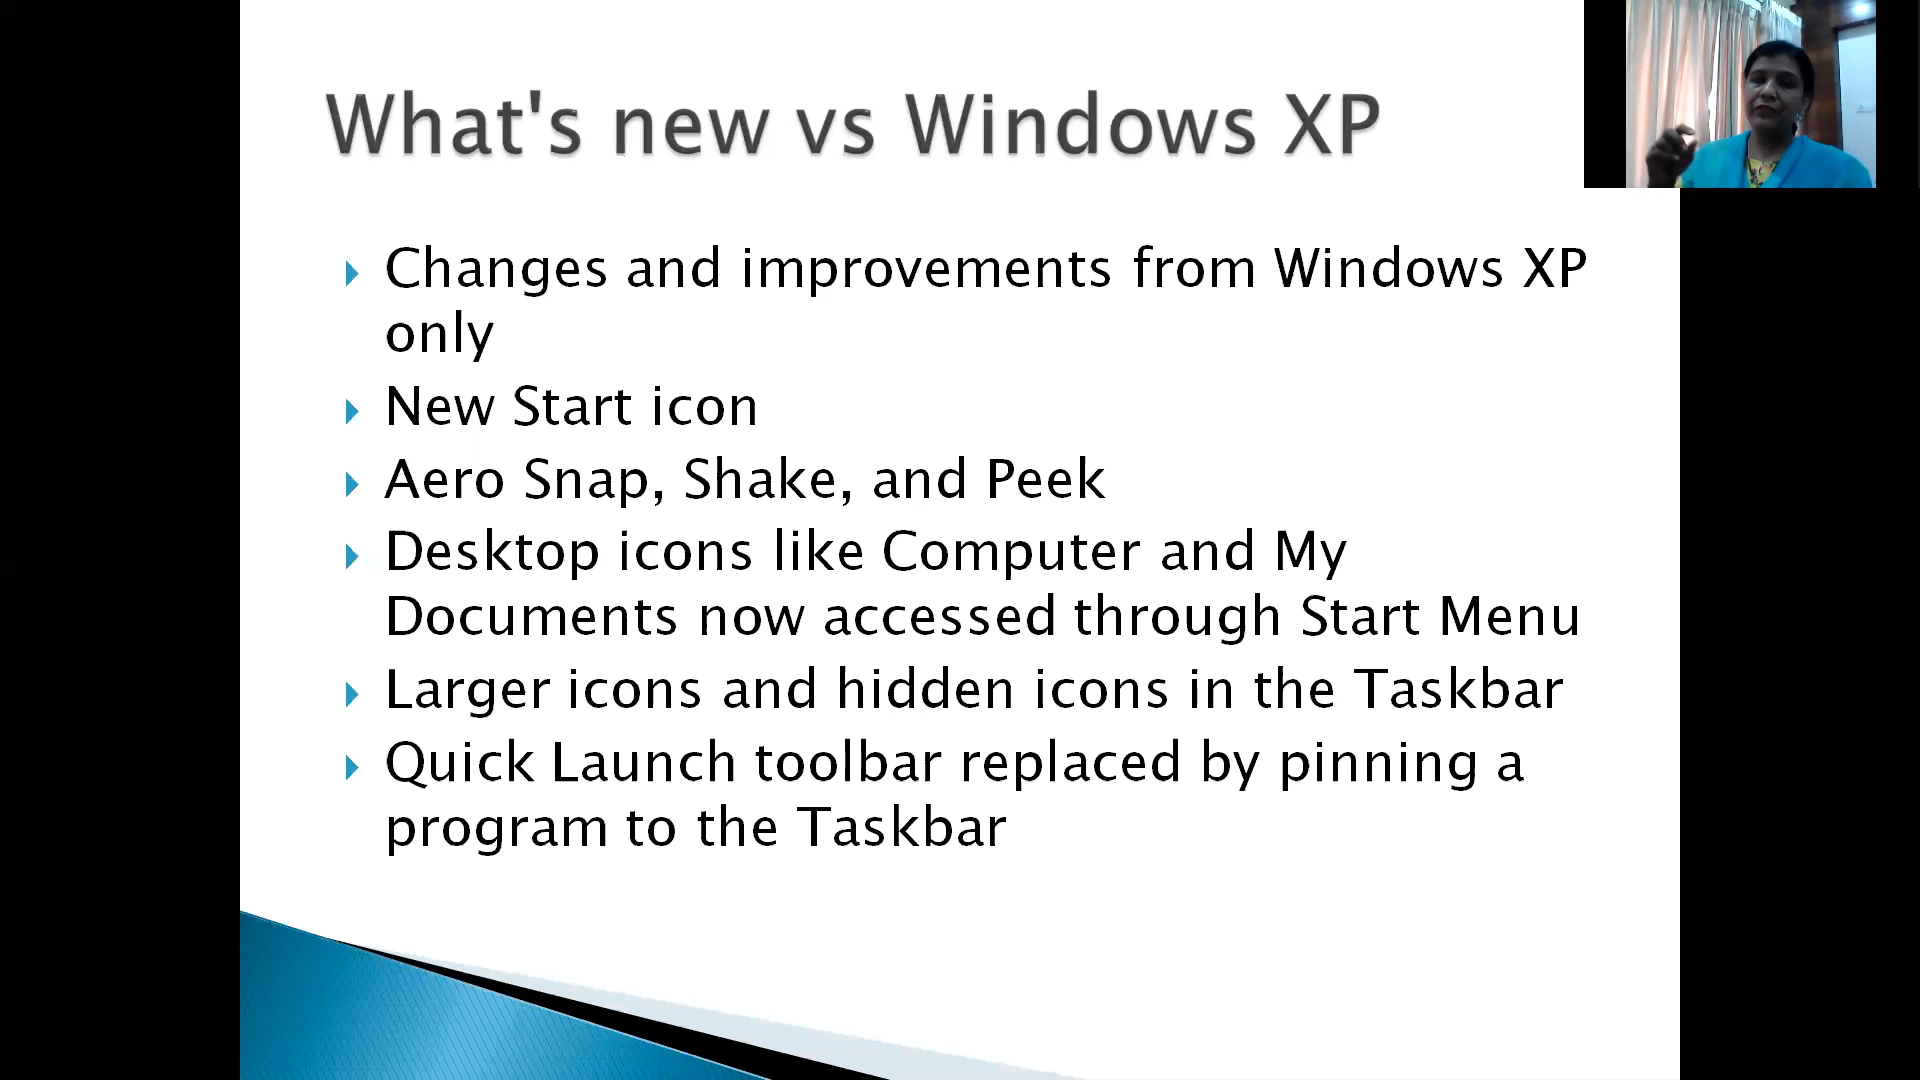 What's new vs Windows XP
Changes and improvements from Windows XP
only
New Start icon
Aero Snap, Shake, and Peek
Desktop icons like Computer and My
Documents now accessed through Start Menu
Larger icons and hidden icons in the Taskbar
Quick Launch toolbar replaced by pinning a
program to the Taskbar